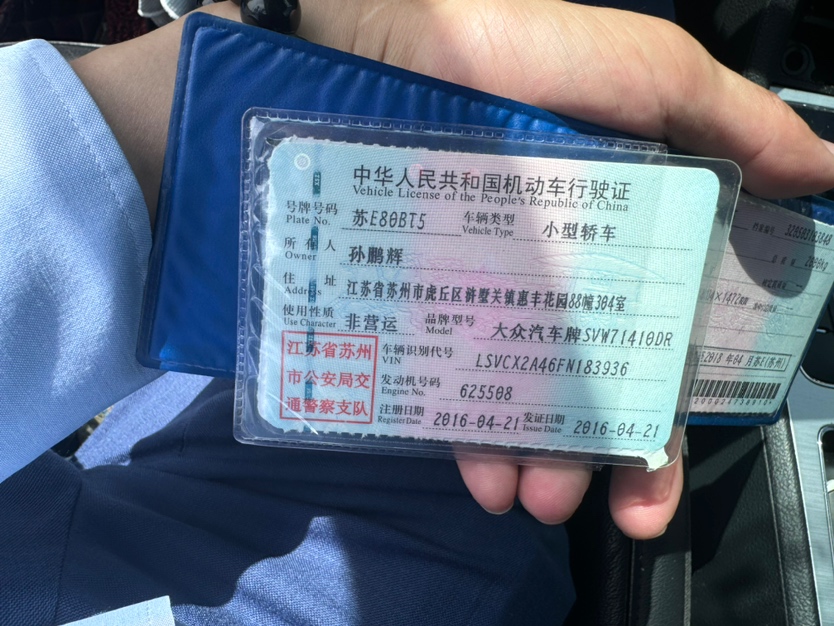 中华人民共和国机动车行驶证
Vehicle License of the People's Republic of China
号牌号码 苏E80BT5 车辆类型 小型轿车
Plate No. Vehicle Type
所有人 孙鹏辉
Owner
住址 江苏省苏州市虎丘区浒墅关镇惠丰花园88幢304室
Address
使用性质 非营运 品牌型号 大众汽车牌SVW71410DR
Use Character Model
江苏省苏州
市公安局交
通警察支队
车辆识别代号 LSVCX2A46FN183936
VIN
发动机号码 625508
Engine No.
注册日期 2016-04-21 发证日期 2016-04-21
Register Date Issue Date